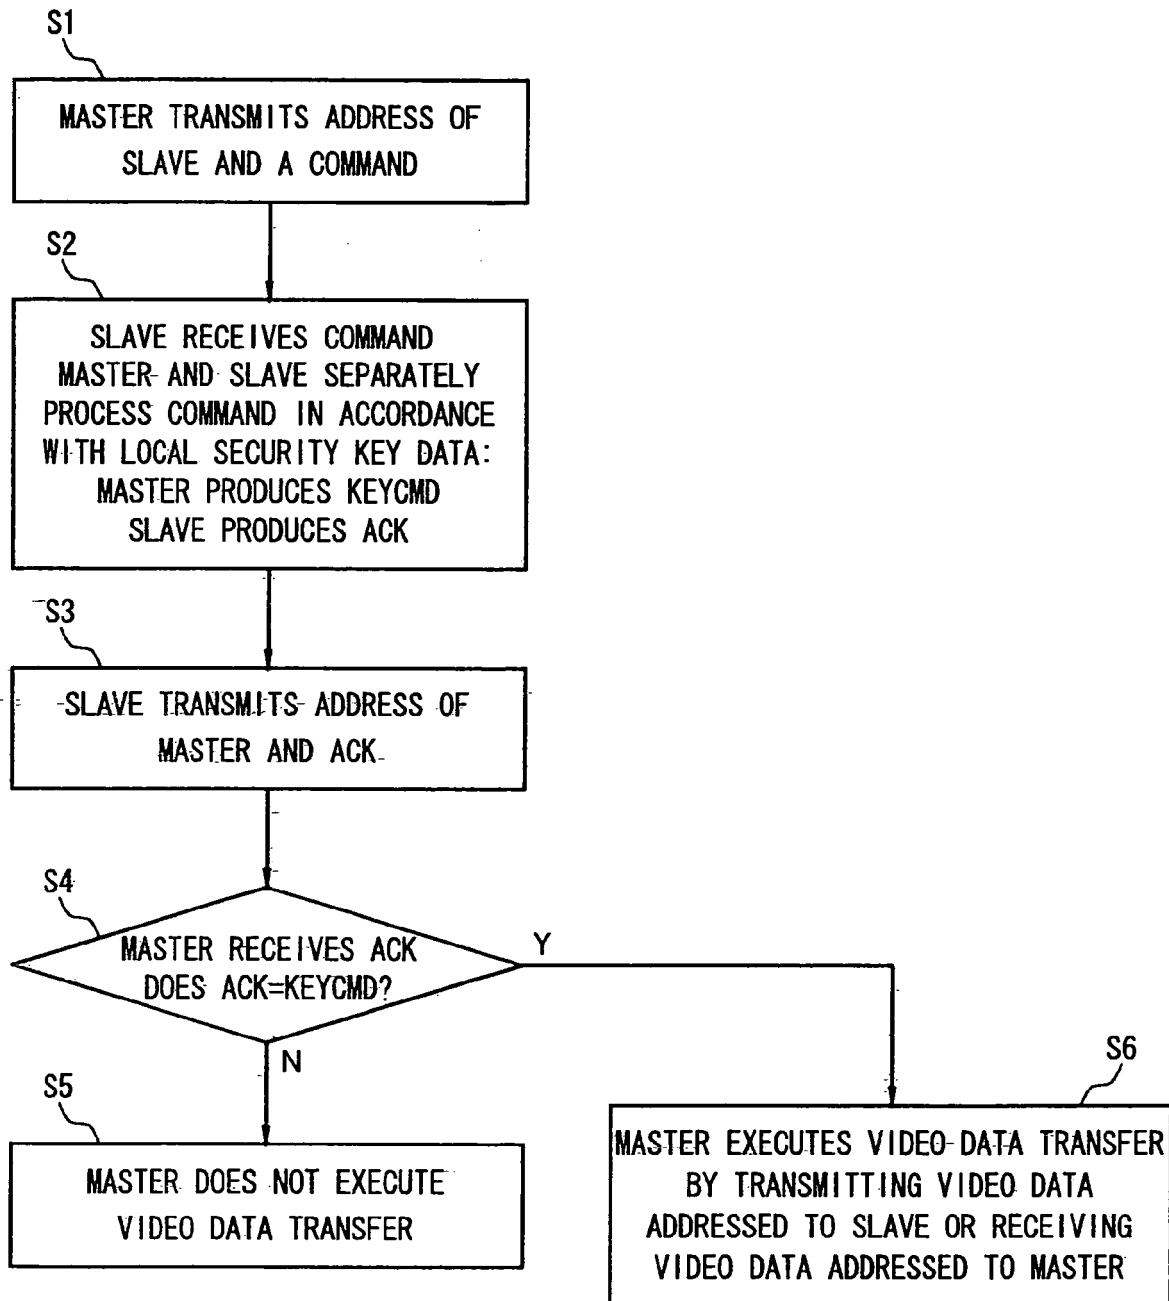 S1
MASTER TRANSMITS ADDRESS OF
SLAVE AND A COMMAND
S2
SLAVE RECEIVES COMMAND
MASTER AND SLAVE SEPARATELY
PROCESS COMMAND IN ACCORDANCE
WITH LOCAL SECURITY KEY DATA:
MASTER PRODUCES KEYCMD
SLAVE PRODUCES ACK
S3
SLAVE TRANSMITS ADDRESS OF
MASTER AND ACK
S4
MASTER RECEIVES ACK
DOES ACK=KEYCMD?
Y
N
S5
MASTER DOES NOT EXECUTE
VIDEO DATA TRANSFER
S6
MASTER EXECUTES VIDEO DATA TRANSFER
BY TRANSMITTING VIDEO DATA
ADDRESSED TO SLAVE OR RECEIVING
VIDEO DATA ADDRESSED TO MASTER